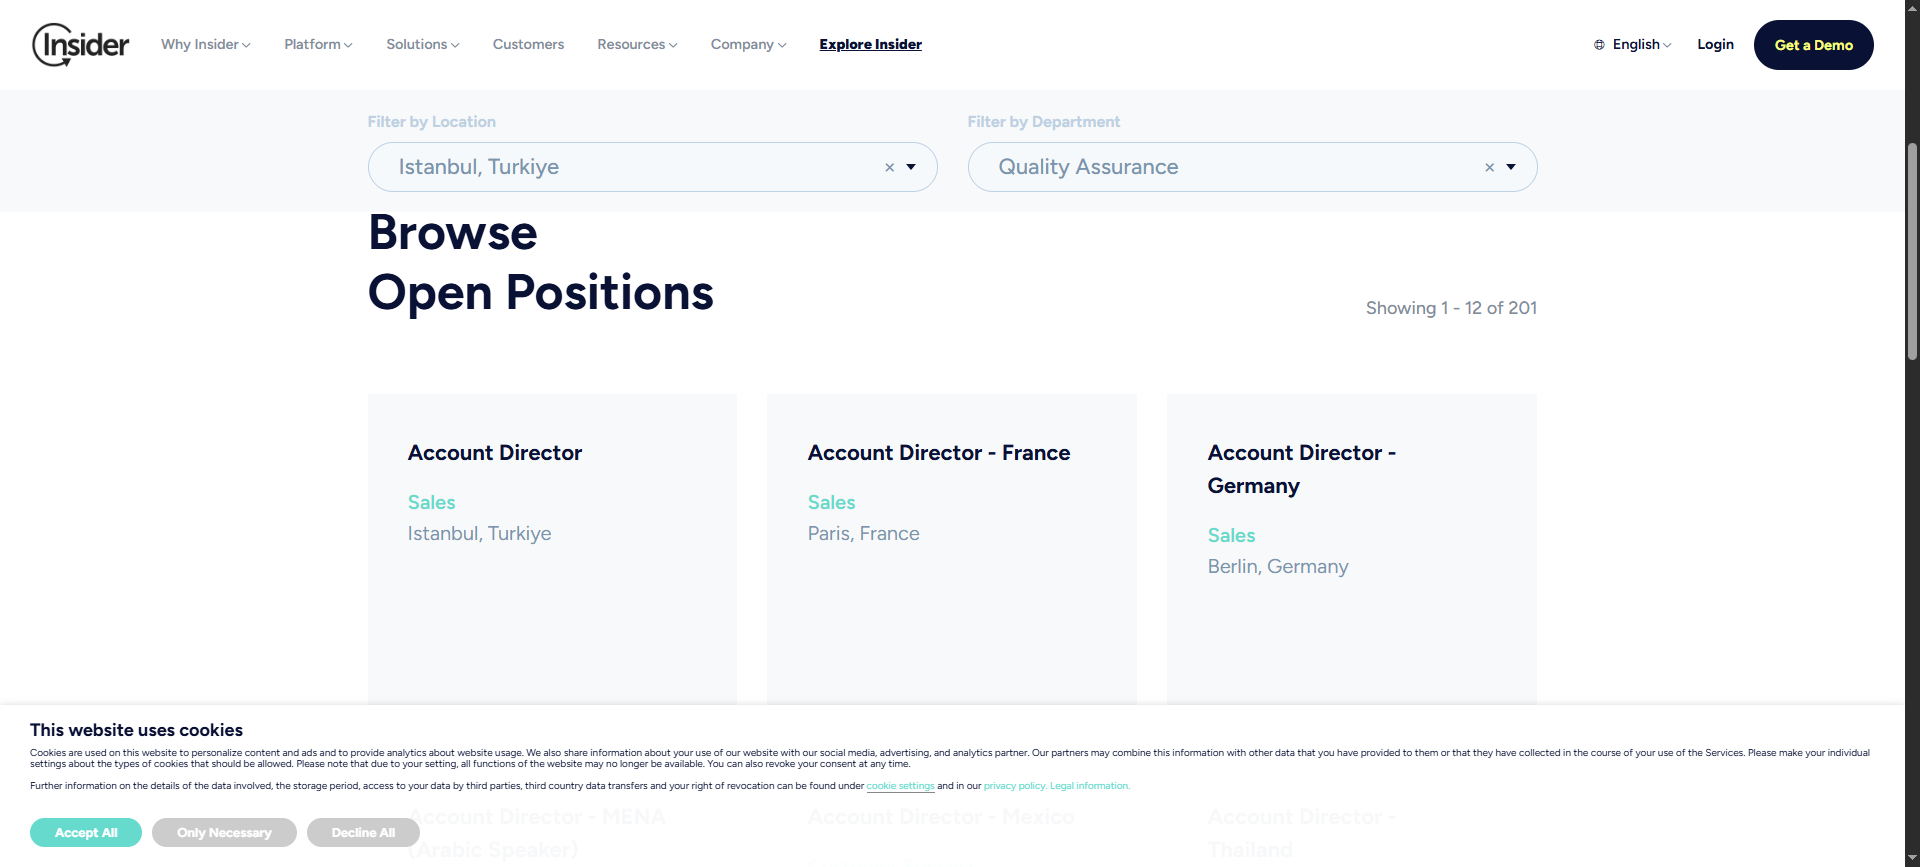 Insider
Why Insider
Platform
Solutions
Customers
Resources
Company
Explore Insider
English
Login
Get a Demo
Filter by Location
Filter by Department
Istanbul, Turkiye
×
Quality Assurance
×
Browse
Open Positions
Showing 1 - 12 of 201
Account Director
Sales
Istanbul, Turkiye
Account Director - France
Sales
Paris, France
Account Director -
Germany
Sales
Berlin, Germany
This website uses cookies
Cookies are used on this website to personalize content and ads and to provide analytics about website usage. We also share information about your use of our website with our social media, advertising, and analytics partner. Our partners may combine this information with other data that you have provided to them or that they have collected in the course of your use of the Services. Please make your individual
settings about the types of cookies that should be allowed. Please note that due to your setting, all functions of the website may no longer be available. You can also revoke your consent at any time.
Further information on the details of the data involved, the storage period, access to your data by third parties, third country data transfers and your right of revocation can be found under cookie settings and in our privacy policy. Legal information.
Accept All
Only Necessary
Decline All
Account Director - MENA
(Arabic Speaker)
Account Director - Mexico
Account Director -
Thailand